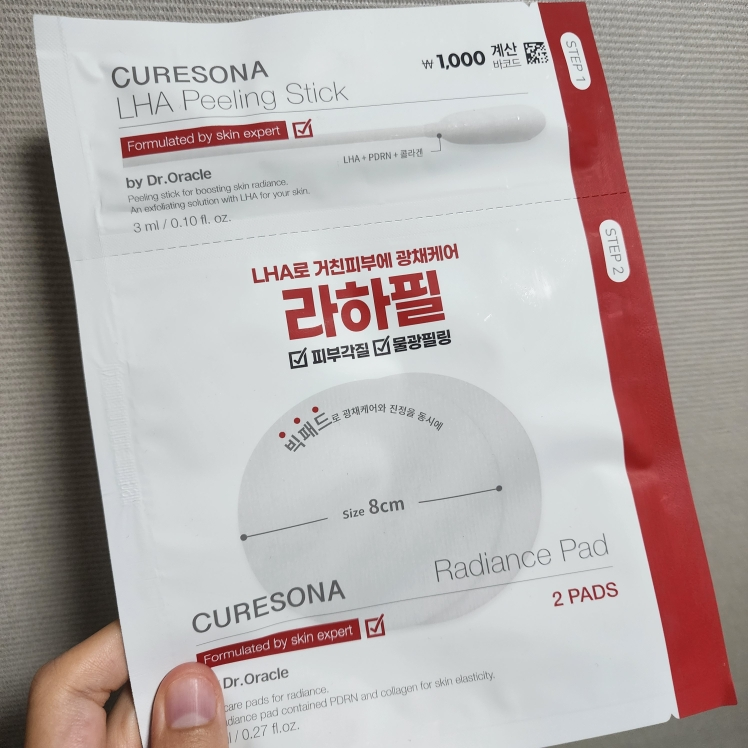 CURESONA
LHA Peeling Stick
₩1,000 계산
바코드
STEP 1
Formulated by skin expert
LHA + PDRN + 콜라겐
by Dr.Oracle
Peeling stick for boosting skin radiance.
An exfoliating solution with LHA for your skin.
3 ml / 0.10 fl. oz.
STEP 2
LHA로 거친피부에 광채케어
라하필
피부각질 물광필링
빅패드로 광채케어와 진정을 동시에
Size 8cm
Radiance Pad
CURESONA
2 PADS
Formulated by skin expert
Dr.Oracle
care pads for radiance.
pad contained PDRN and collagen for skin elasticity.
/ 0.27 fl.oz.